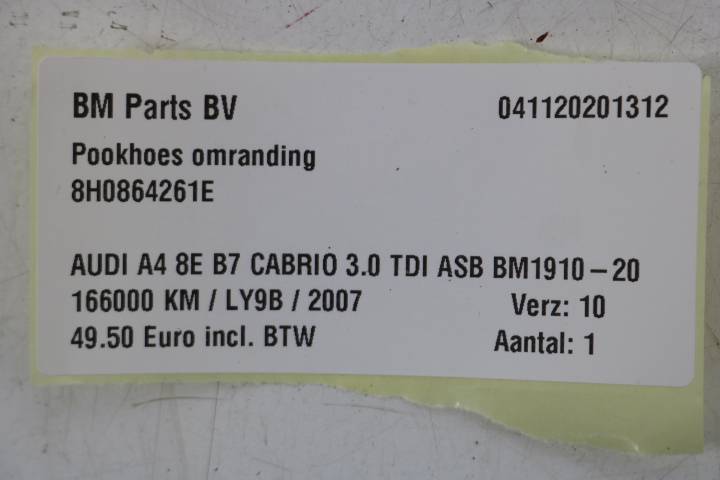 BM Parts BV 041120201312
Pookhoes omranding
8H0864261E
AUDI A4 8E B7 CABRIO 3.0 TDI ASB BM1910-20
166000 KM / LY9B / 2007 Verz: 10
49.50 Euro incl. BTW Aantal: 1